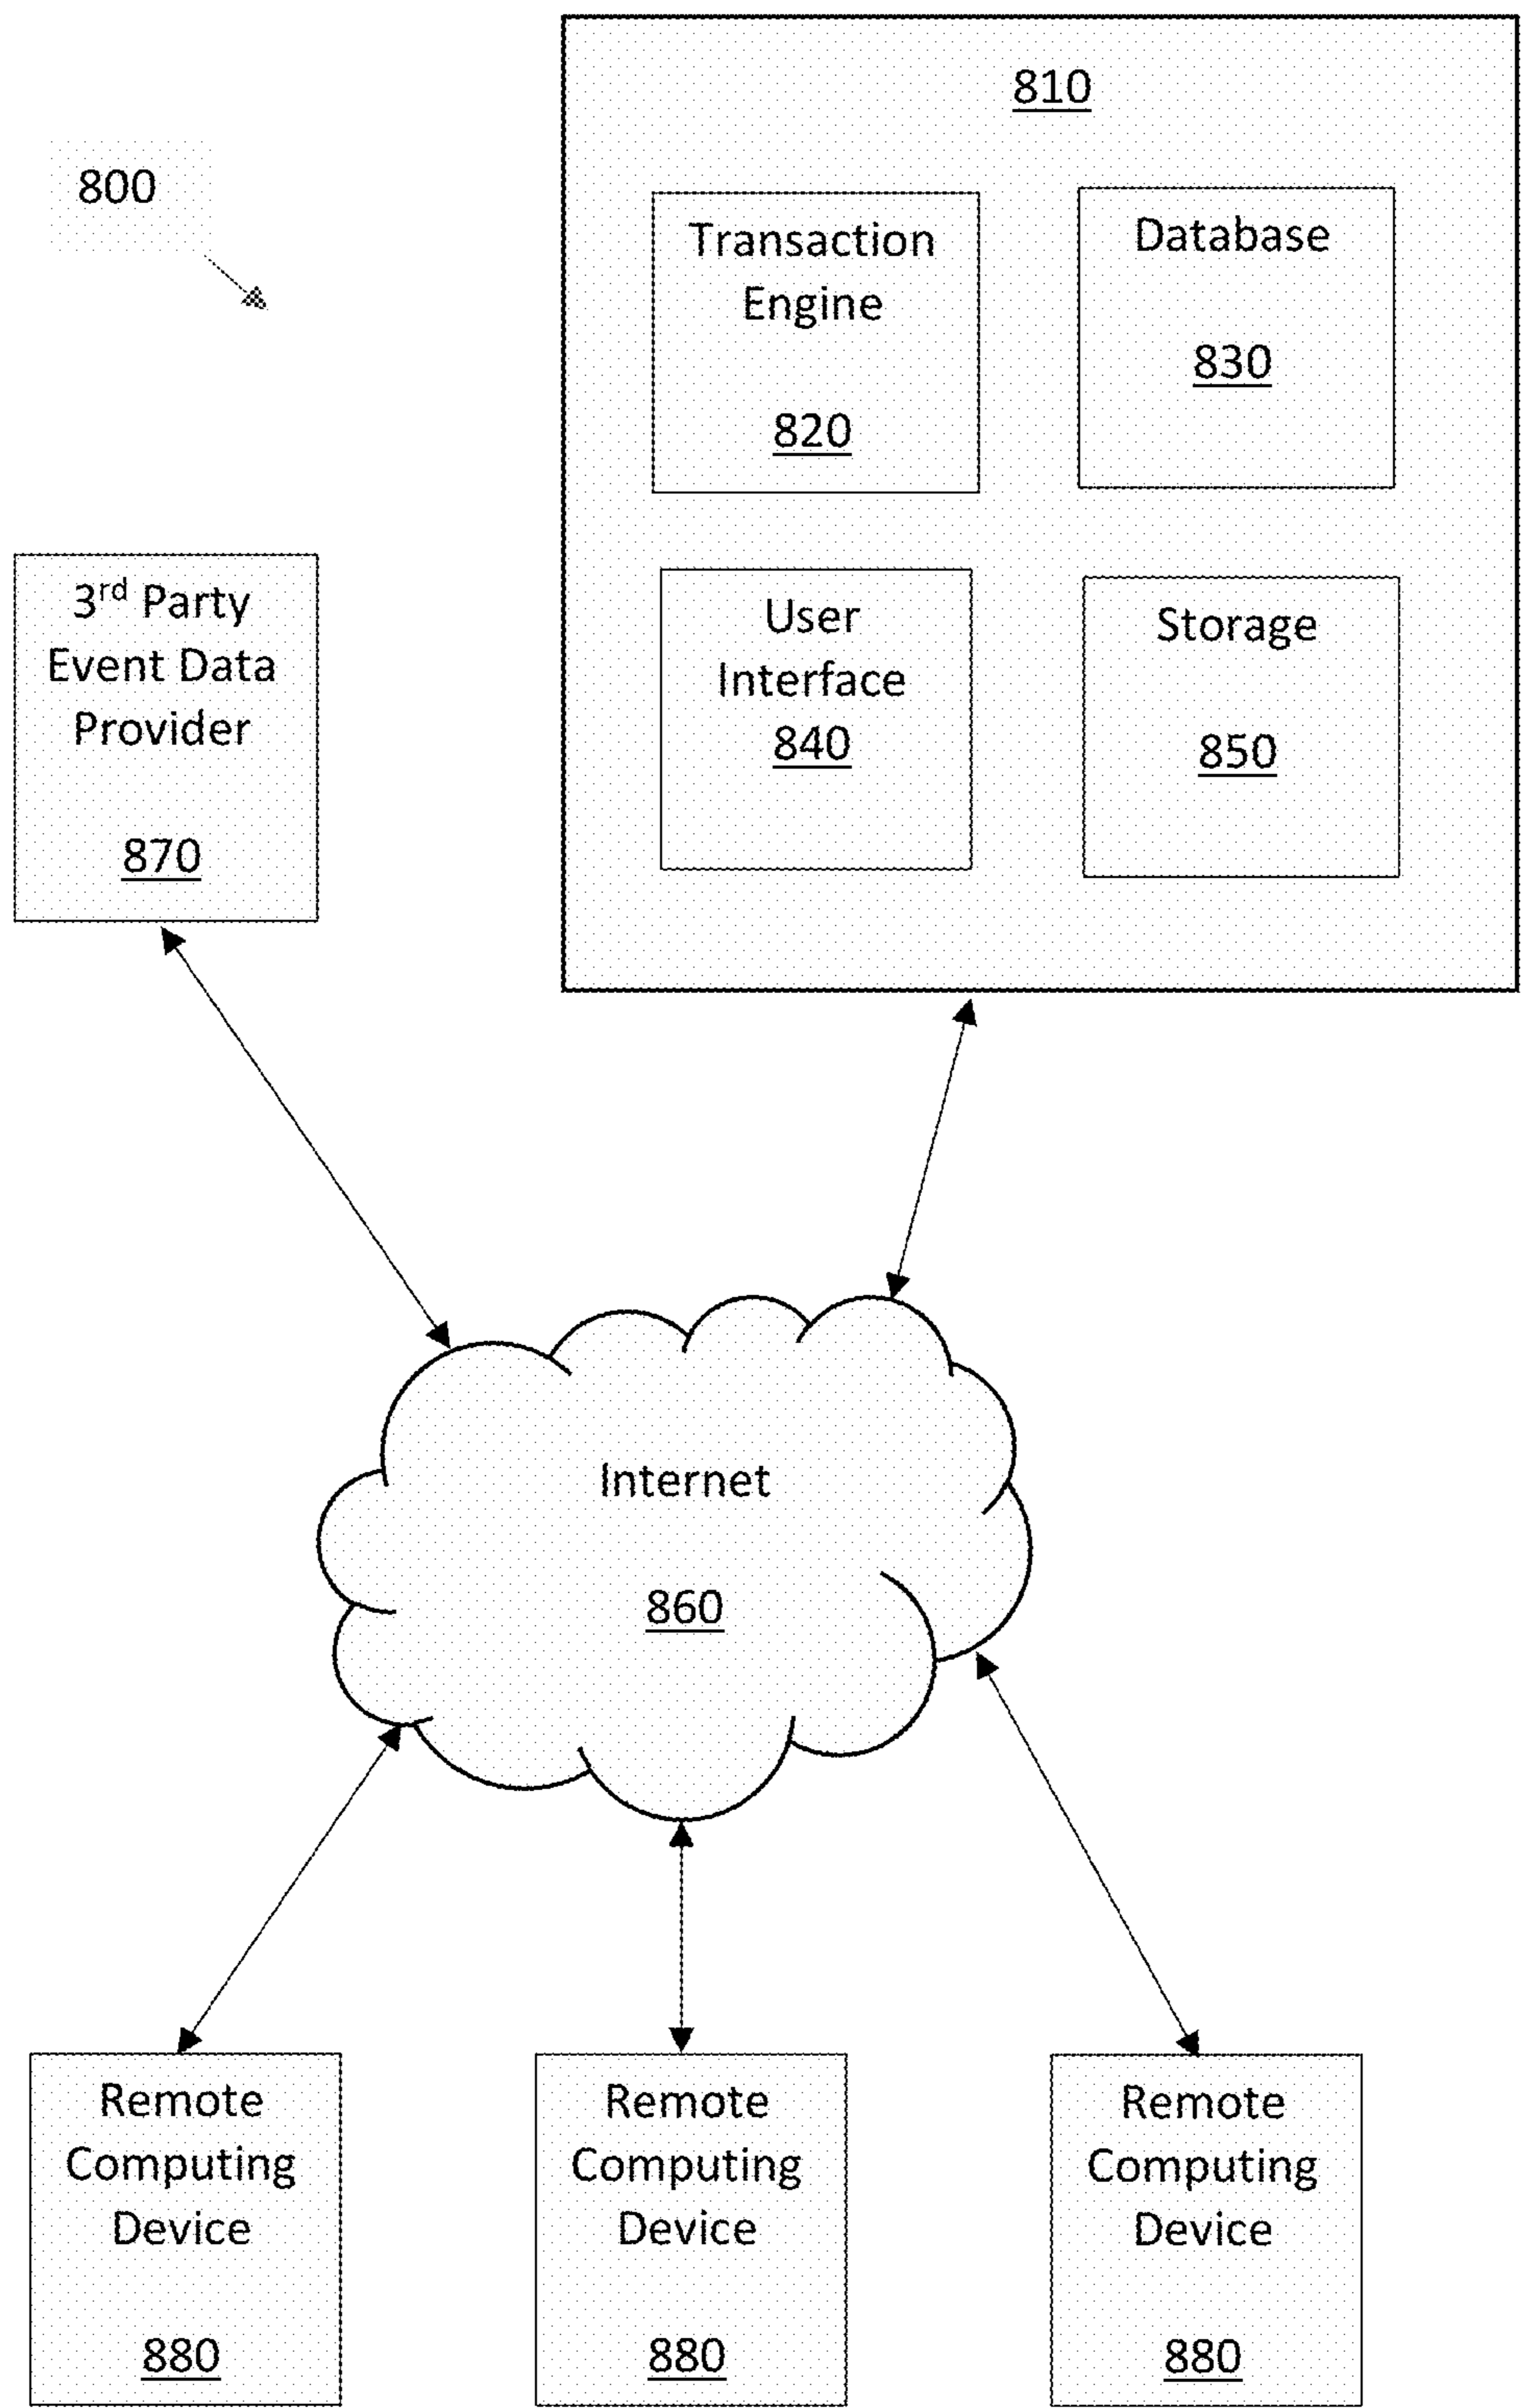 810
800
Transaction
Engine
820
Database
830
3rd Party
Event Data
Provider
870
User
Interface
840
Storage
850
Internet
860
Remote
Computing
Device
880
Remote
Computing
Device
880
Remote
Computing
Device
880